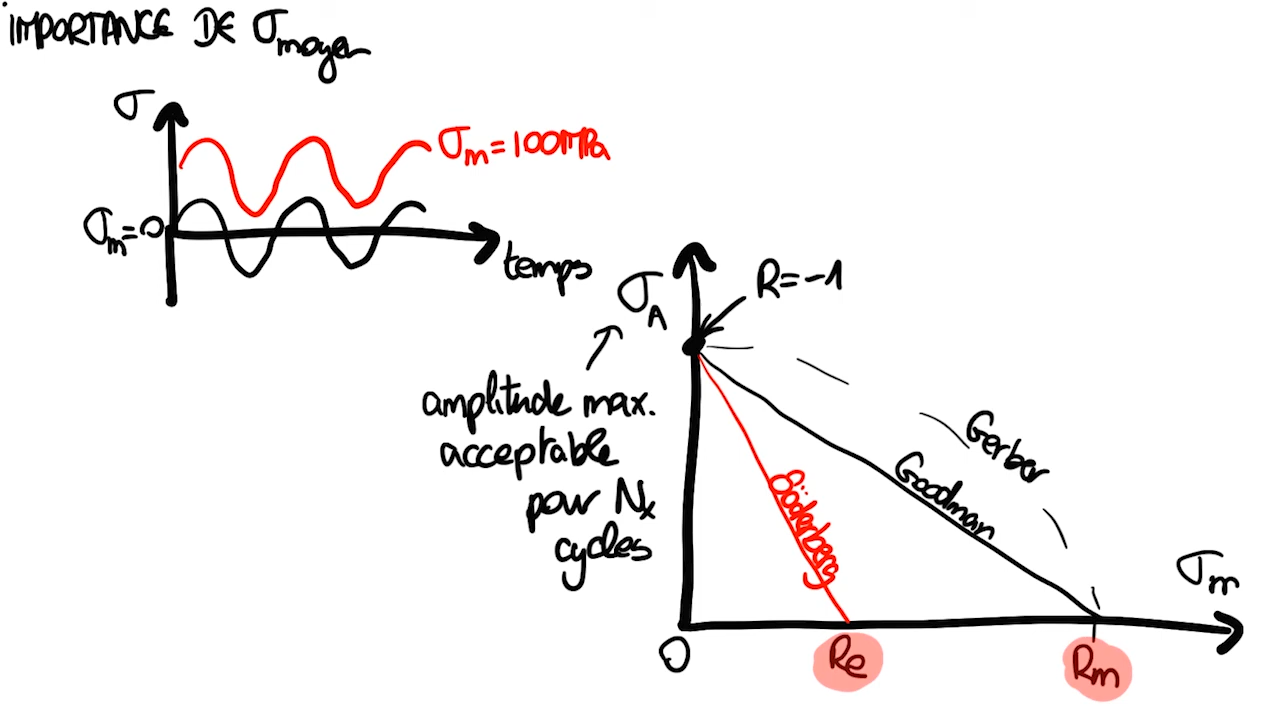 IMPORTANCE DE σmoyen
σ
σm = 100MPa
σm = 0
temps
σA
R = -1
amplitude max.
acceptable
pour Nx
cycles
Gerber
Goodman
Söderberg
σm
0
Re
Rm